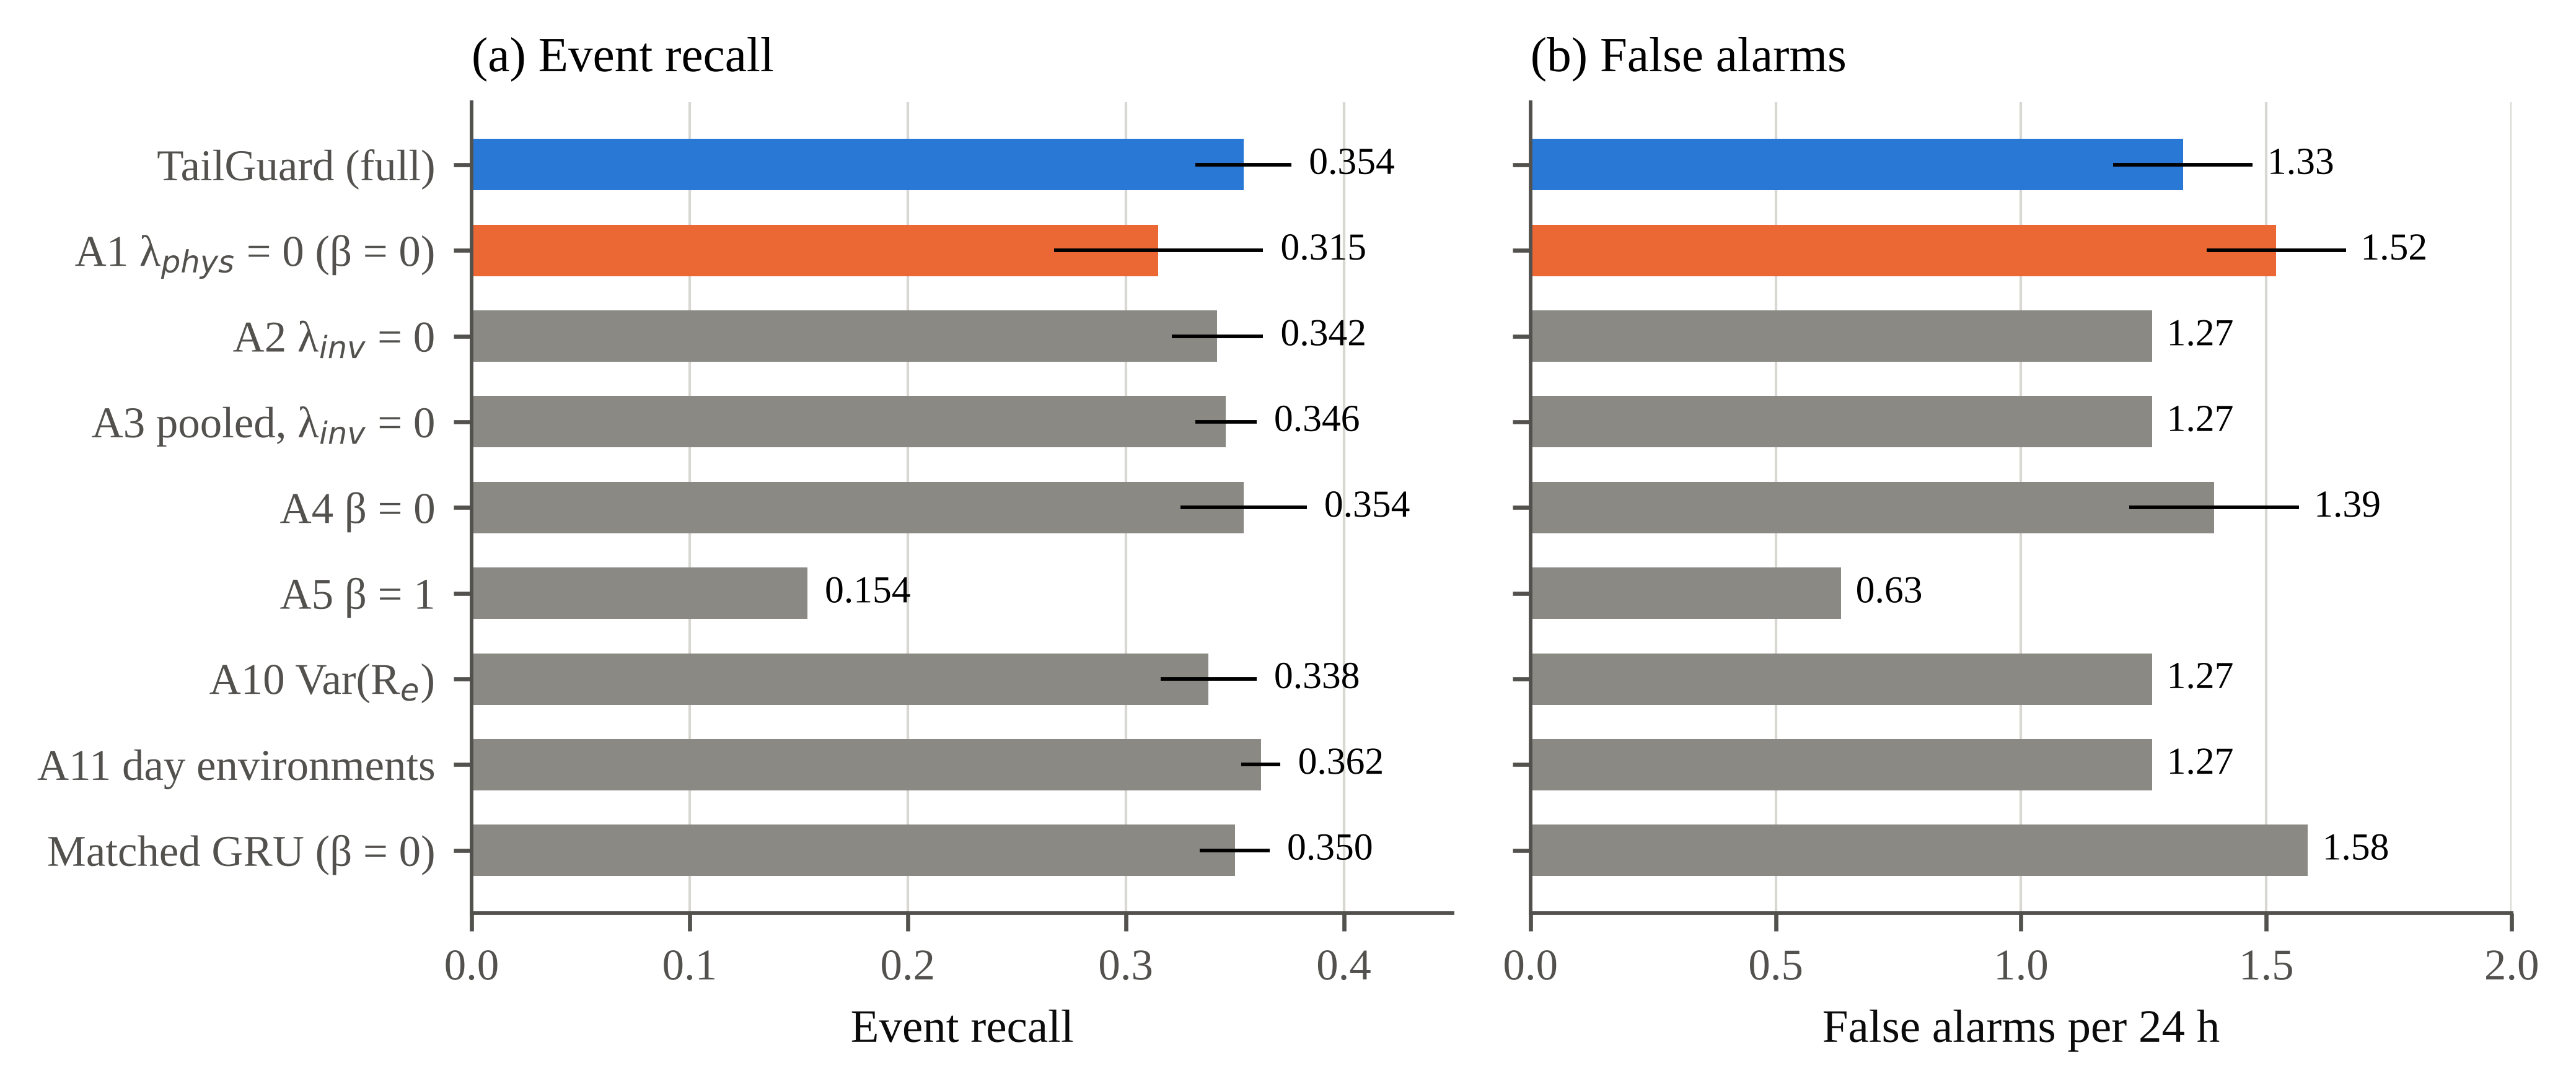 (a) Event recall
TailGuard (full)
0.354
A1 λphys = 0 (β = 0)
0.315
A2 λinv = 0
0.342
A3 pooled, λinv = 0
0.346
A4 β = 0
0.354
A5 β = 1
0.154
A10 Var(Re)
0.338
A11 day environments
0.362
Matched GRU (β = 0)
0.350
0.0 0.1 0.2 0.3 0.4
Event recall
(b) False alarms
1.33
1.52
1.27
1.27
1.39
0.63
1.27
1.27
1.58
0.0 0.5 1.0 1.5 2.0
False alarms per 24 h